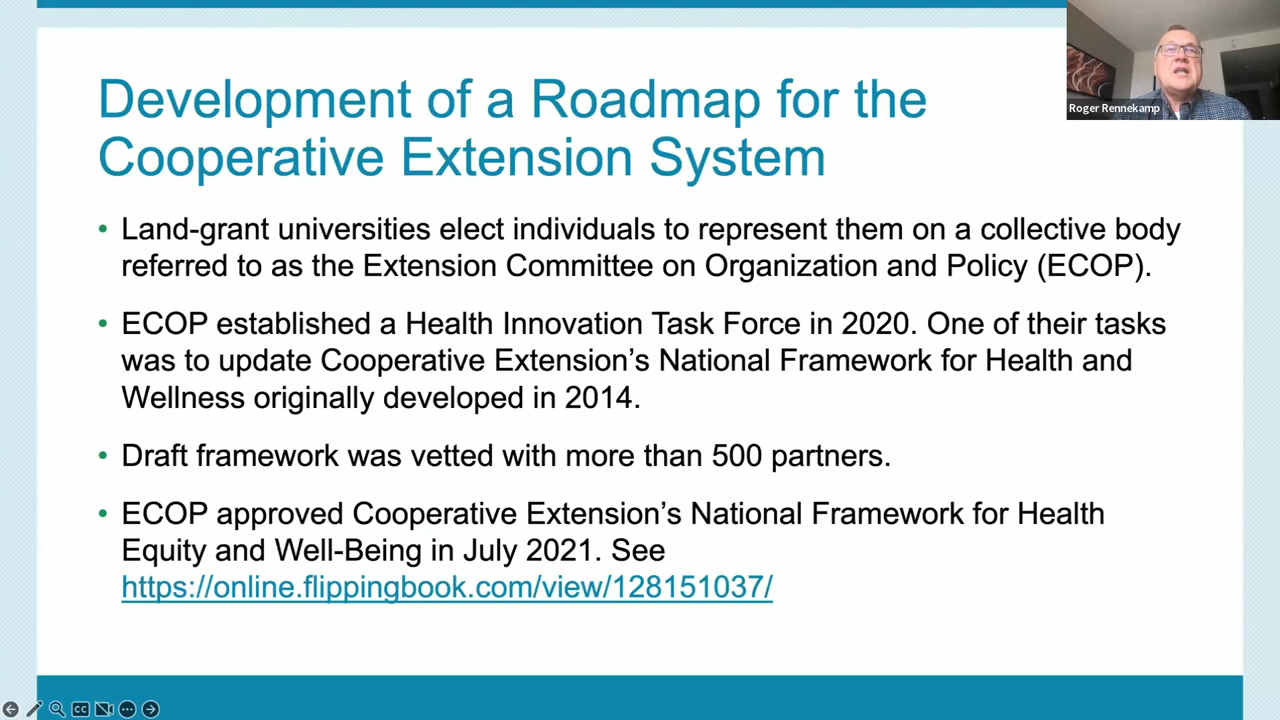 Development of a Roadmap for the
Cooperative Extension System
Roger Rennekamp
• Land-grant universities elect individuals to represent them on a collective body
referred to as the Extension Committee on Organization and Policy (ECOP).
• ECOP established a Health Innovation Task Force in 2020. One of their tasks
was to update Cooperative Extension’s National Framework for Health and
Wellness originally developed in 2014.
• Draft framework was vetted with more than 500 partners.
• ECOP approved Cooperative Extension’s National Framework for Health
Equity and Well-Being in July 2021. See
https://online.flippingbook.com/view/128151037/
CC